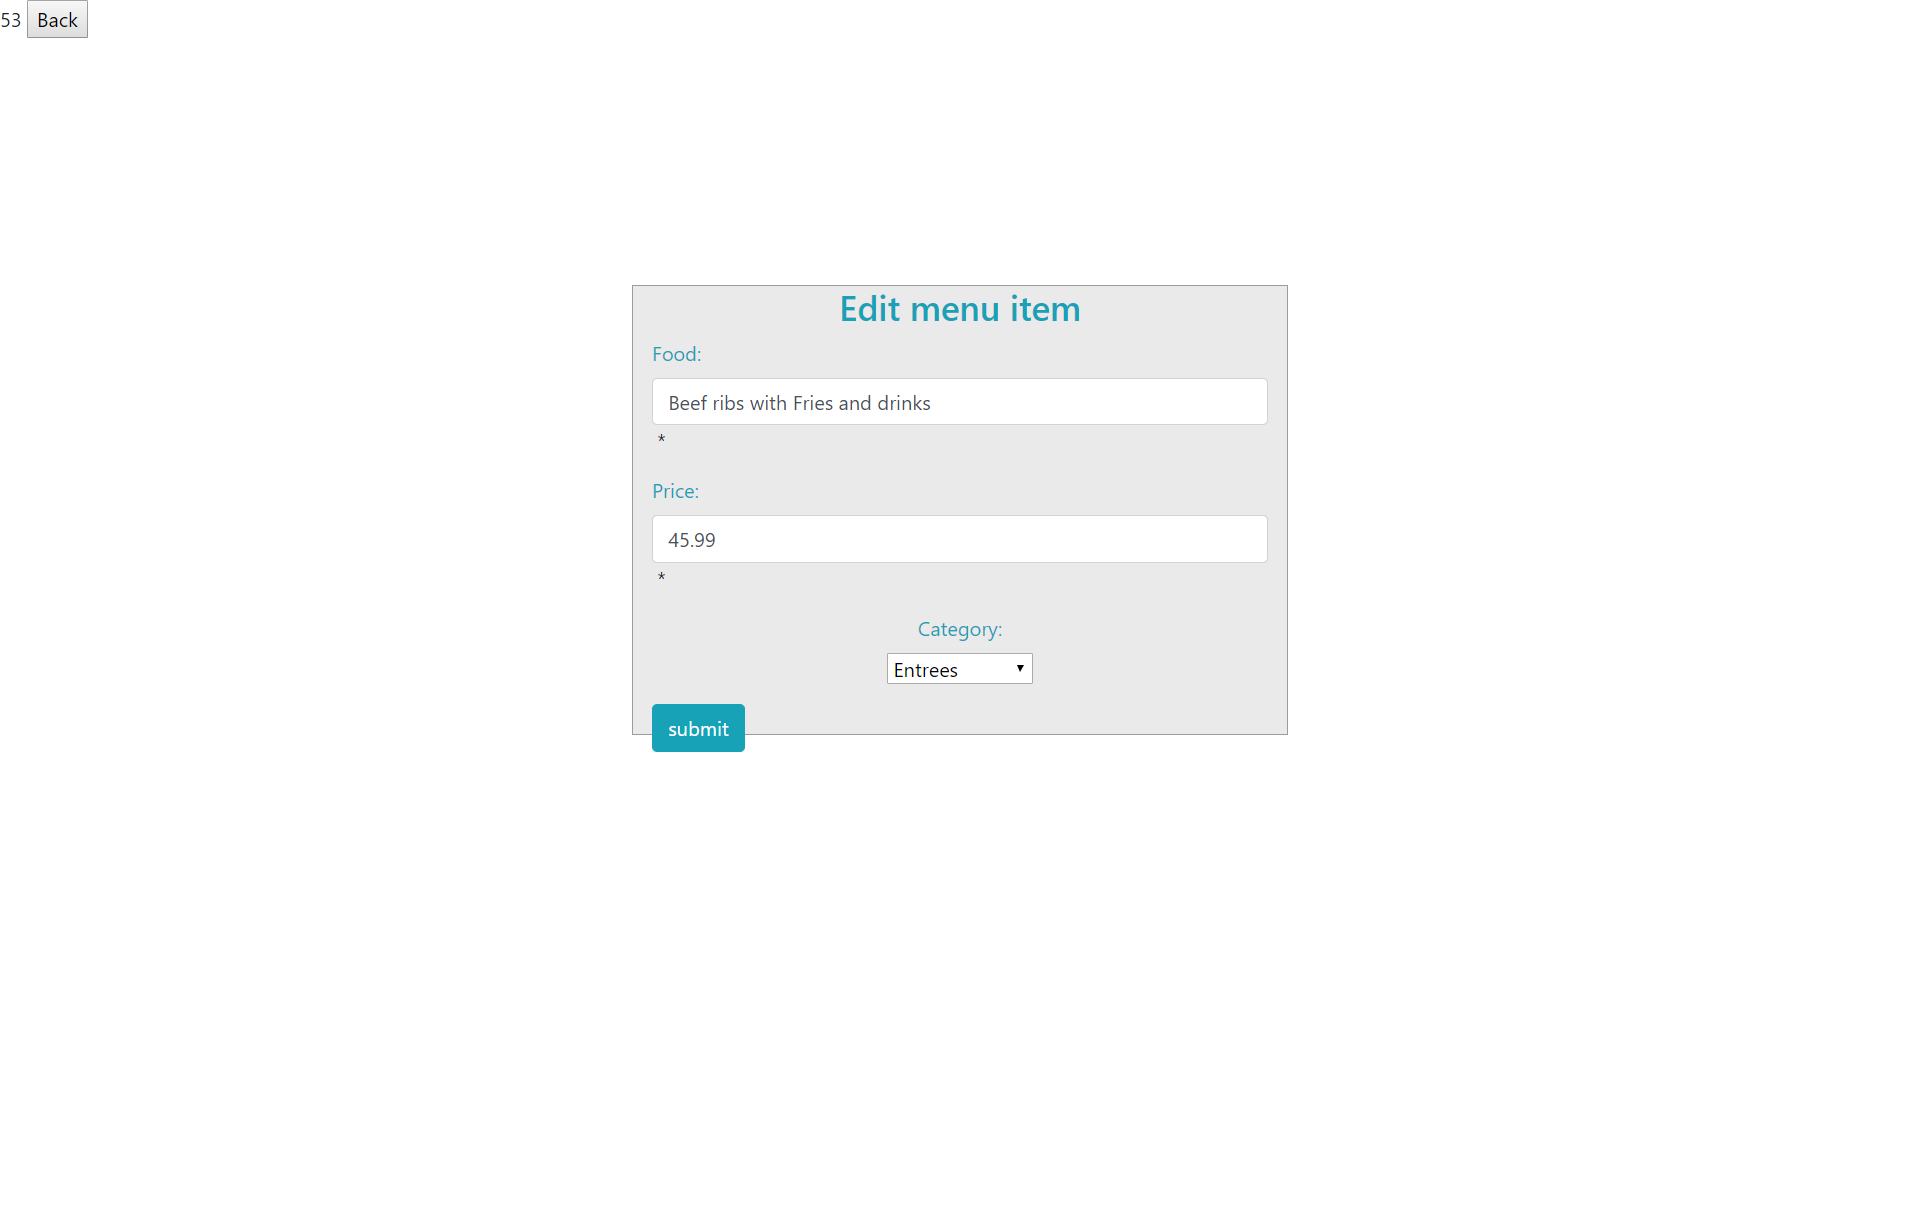 53 Back
Edit menu item
Food:
Beef ribs with Fries and drinks
*
Price:
45.99
*
Category:
Entrees
submit